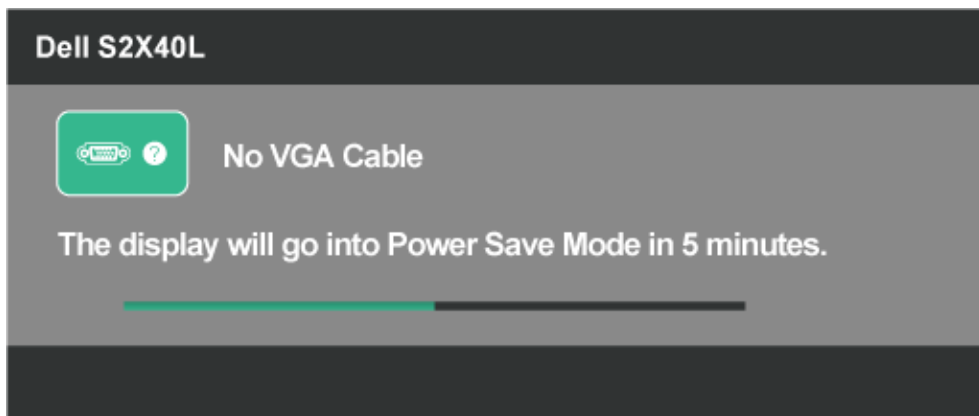 Dell S2X40L
No VGA Cable
The display will go into Power Save Mode in 5 minutes.